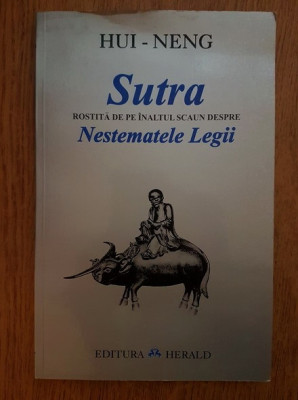 HUI - NENG
Sutra
ROSTITĂ DE PE ÎNALTUL SCAUN DESPRE
Nestematele Legii
EDITURA HERALD